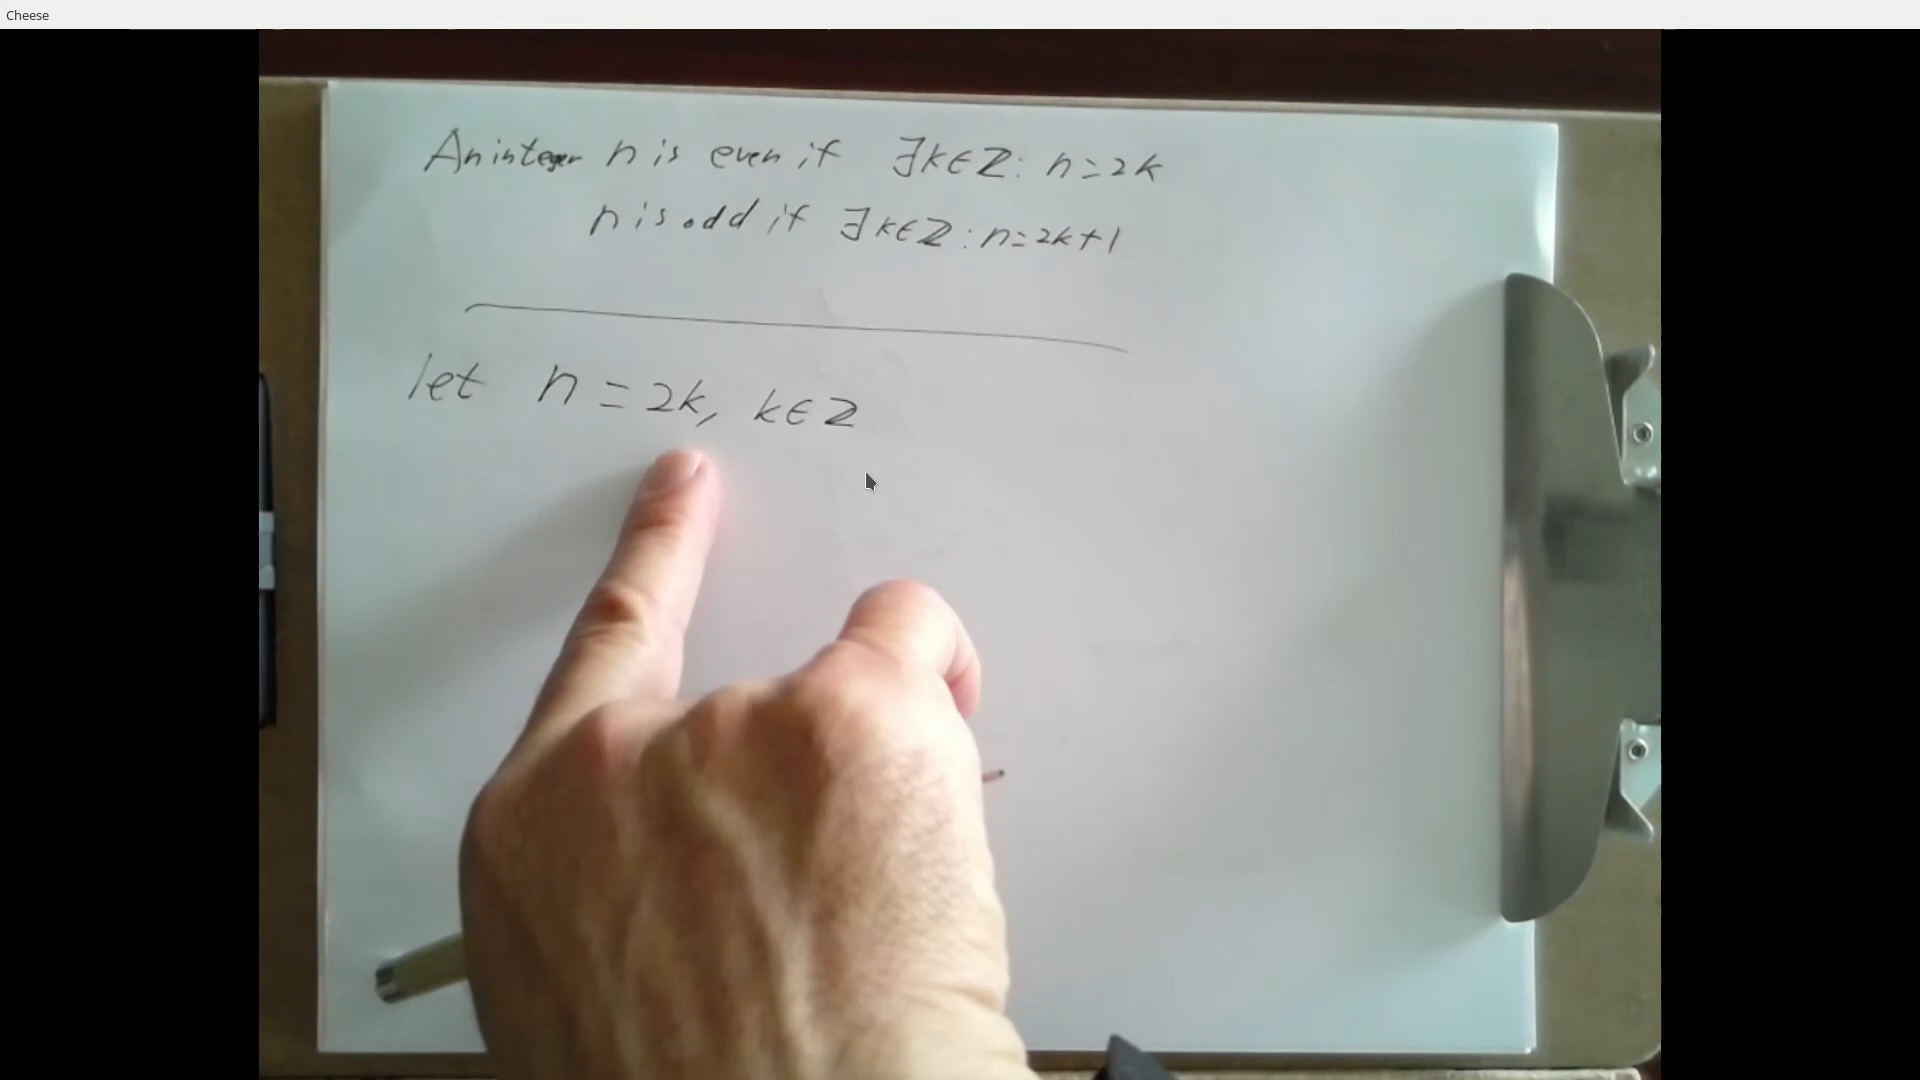 Cheese
An integer n is even if ∃k∈ℤ: n=2k
n is odd if ∃k∈ℤ: n=2k+1
let n = 2k, k∈ℤ